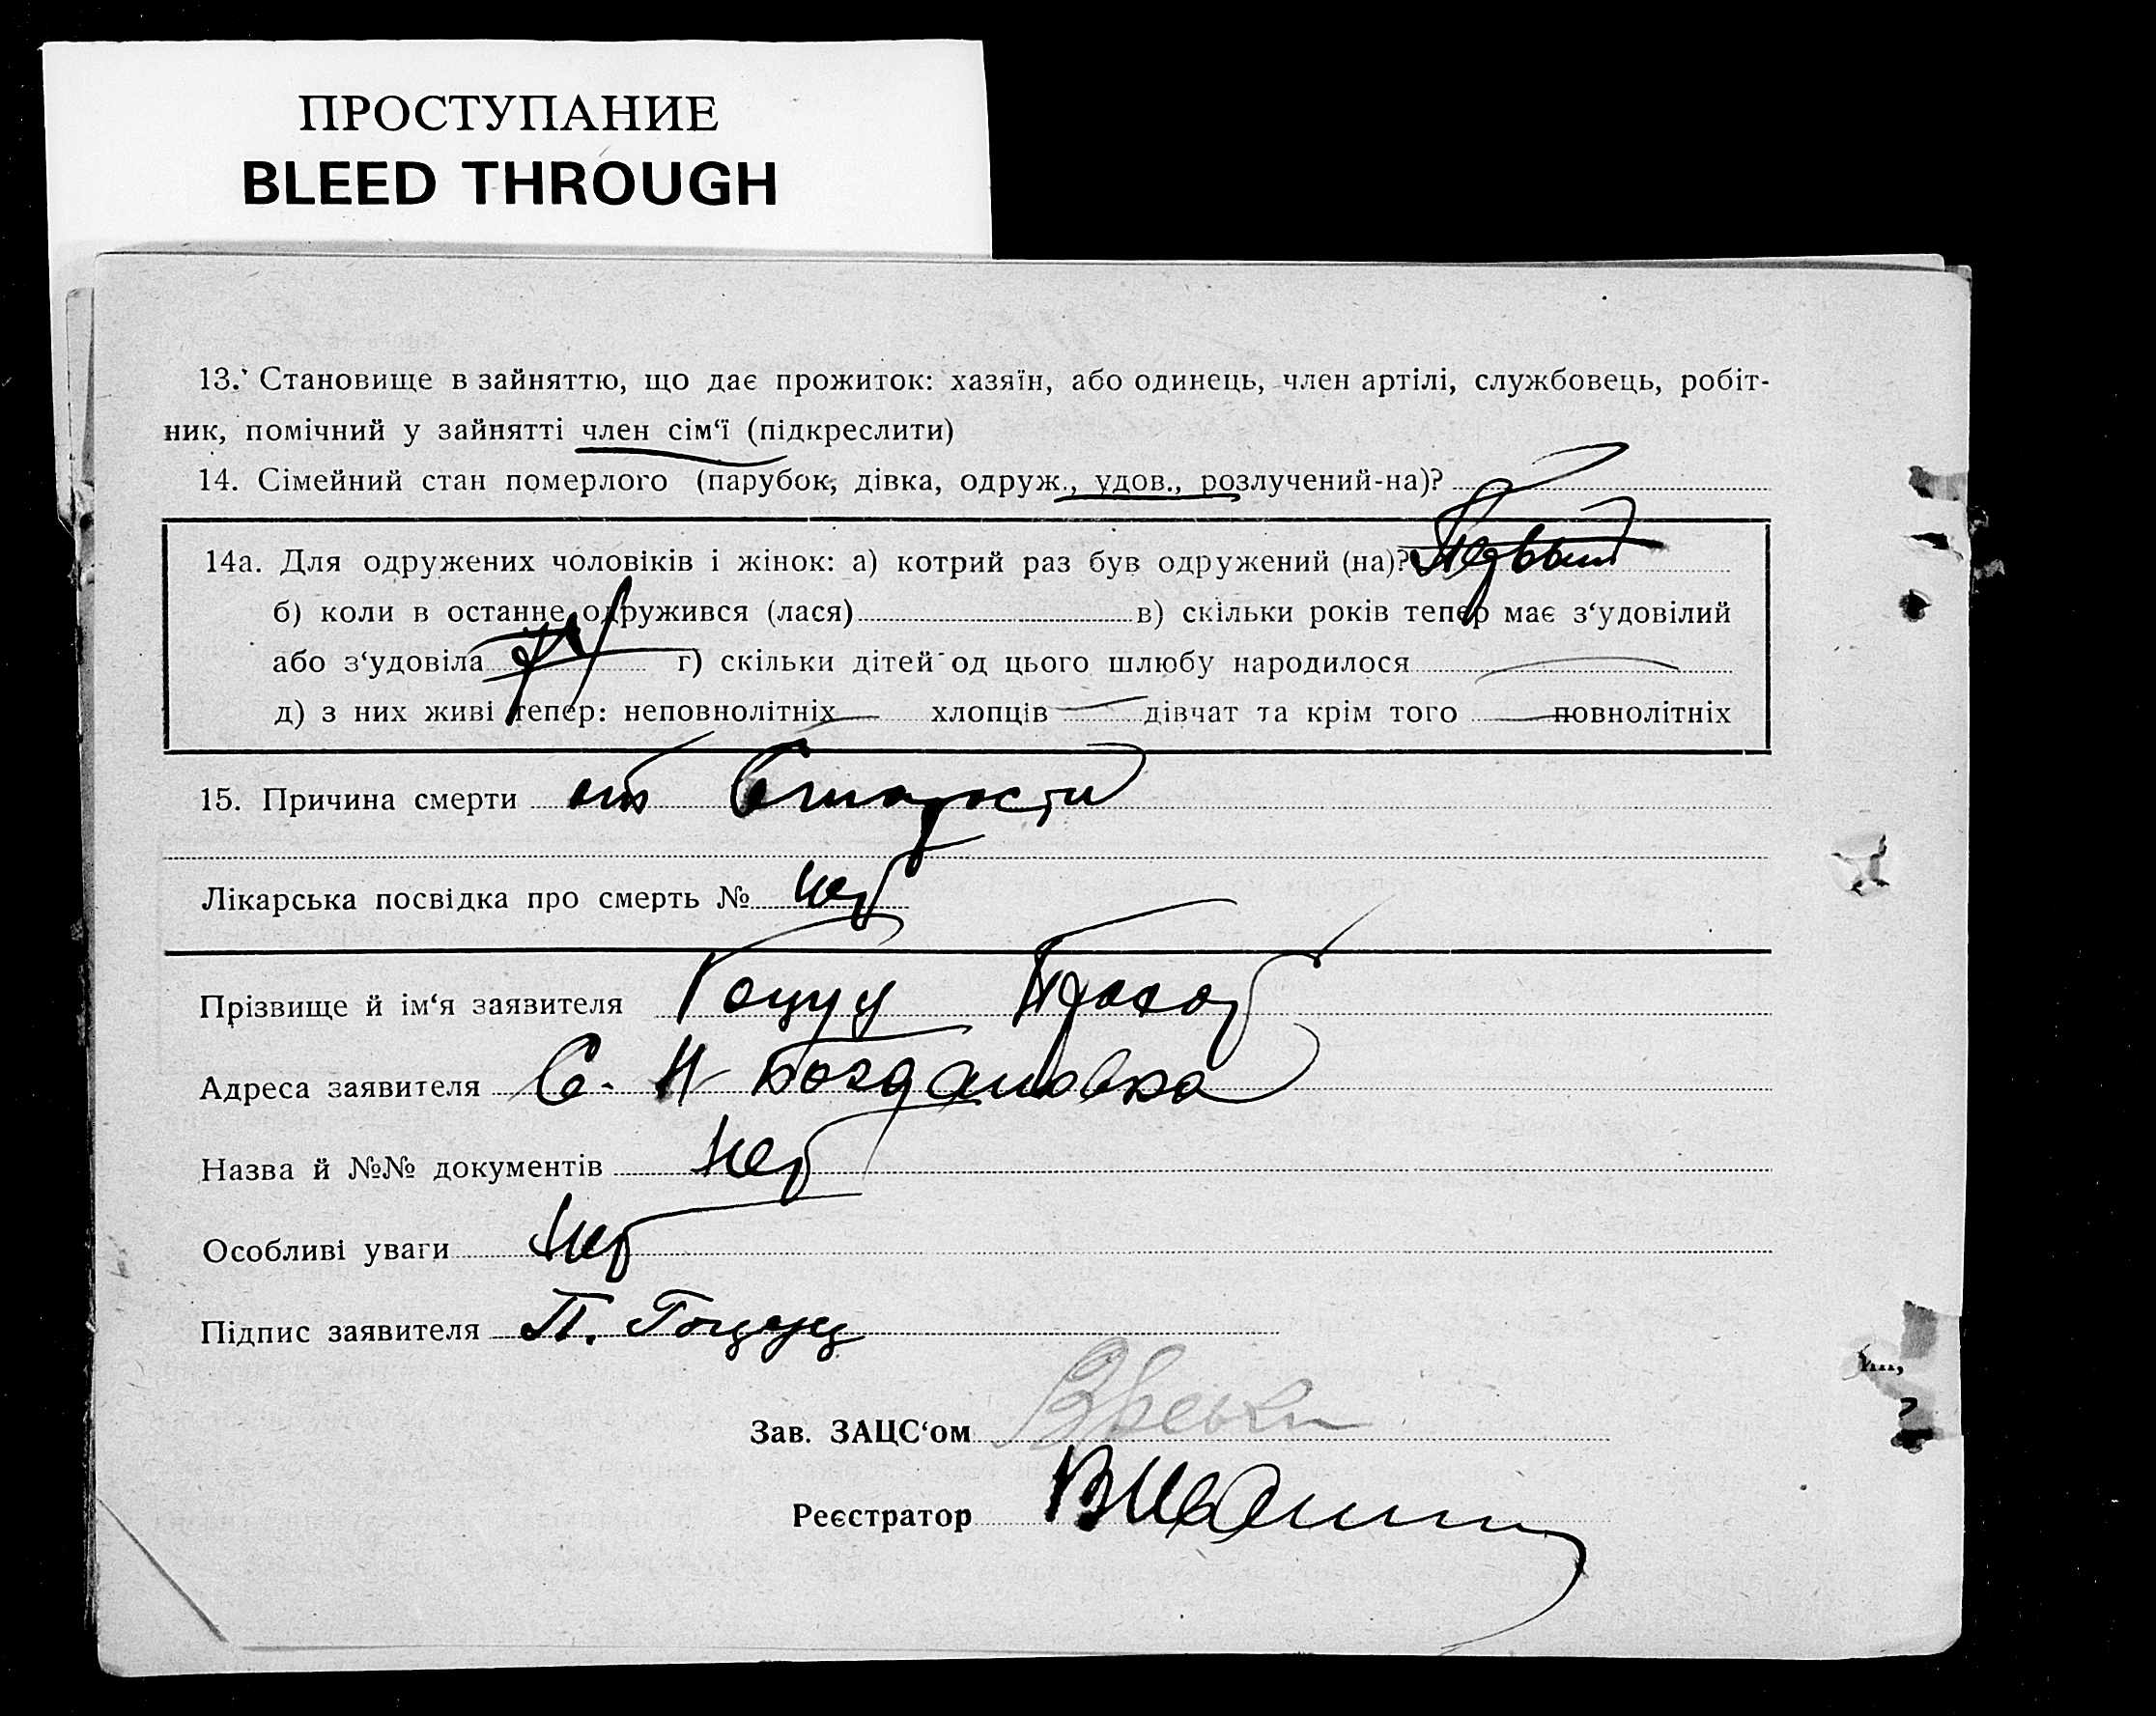 ПРОСТУПАНИЕ
BLEED THROUGH
13. Становище в зайняттю, що дає прожиток: хазяїн, або одинець, член артілі, службовець, робіт-
ник, помічний у зайнятті член сім‘ї (підкреслити)
14. Сімейний стан померлого (парубок, дівка, одруж., удов., розлучений-на)?
14а. Для одружених чоловіків і жінок: а) котрий раз був одружений (на)? Первый
б) коли в останнє одружився (лася) в) скільки років тепер має з‘удовілий
або з‘удовіла г) скільки дітей од цього шлюбу народилося
д) з них живі тепер: неповнолітніх хлопців дівчат та крім того повнолітніх
15. Причина смерти от Старости
Лікарська посвідка про смерть № нет
Прізвище й ім‘я заявителя Гоцуц
Адреса заявителя С. Н Богдановка
Назва й №№ документів Нет
Особливі уваги Нет
Підпис заявителя П. Гоцуц
Зав. ЗАЦС‘ом
Реєстратор